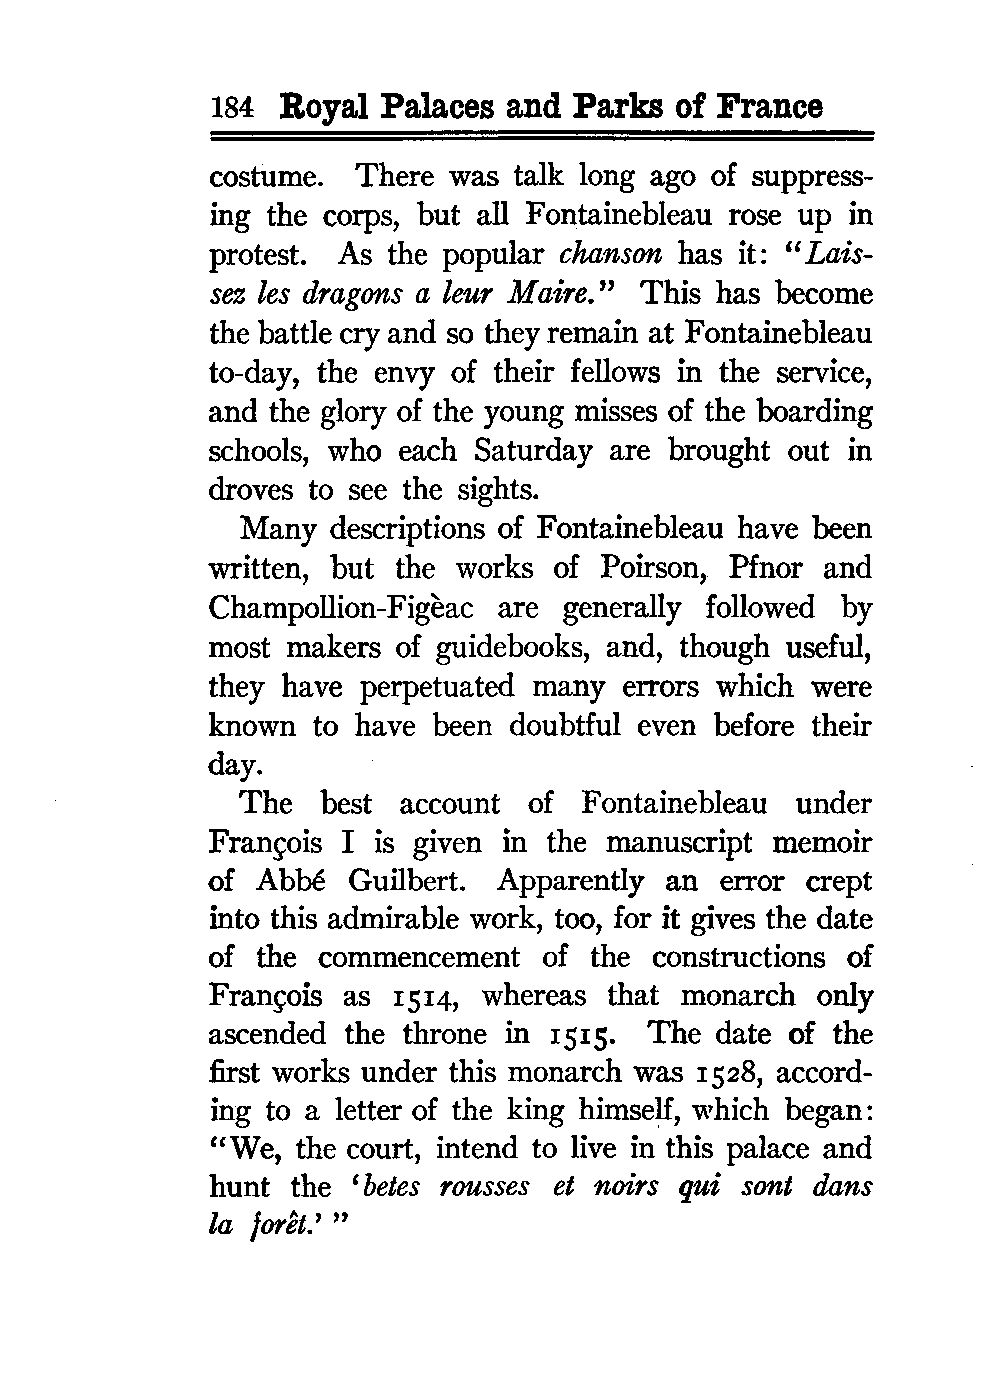 184 Royal Palaces and Parks of France
costume. There was talk long ago of suppress-
ing the corps, but all Fontainebleau rose up in
protest. As the popular chanson has it: “Lais-
sez les dragons a leur Maire.” This has become
the battle cry and so they remain at Fontainebleau
to-day, the envy of their fellows in the service,
and the glory of the young misses of the boarding
schools, who each Saturday are brought out in
droves to see the sights.
Many descriptions of Fontainebleau have been
written, but the works of Poirson, Pfnor and
Champollion-Figèac are generally followed by
most makers of guidebooks, and, though useful,
they have perpetuated many errors which were
known to have been doubtful even before their
day.
The best account of Fontainebleau under
François I is given in the manuscript memoir
of Abbé Guilbert. Apparently an error crept
into this admirable work, too, for it gives the date
of the commencement of the constructions of
François as 1514, whereas that monarch only
ascended the throne in 1515. The date of the
first works under this monarch was 1528, accord-
ing to a letter of the king himself, which began:
“We, the court, intend to live in this palace and
hunt the ‘betes rousses et noirs qui sont dans
la forêt.’ ”